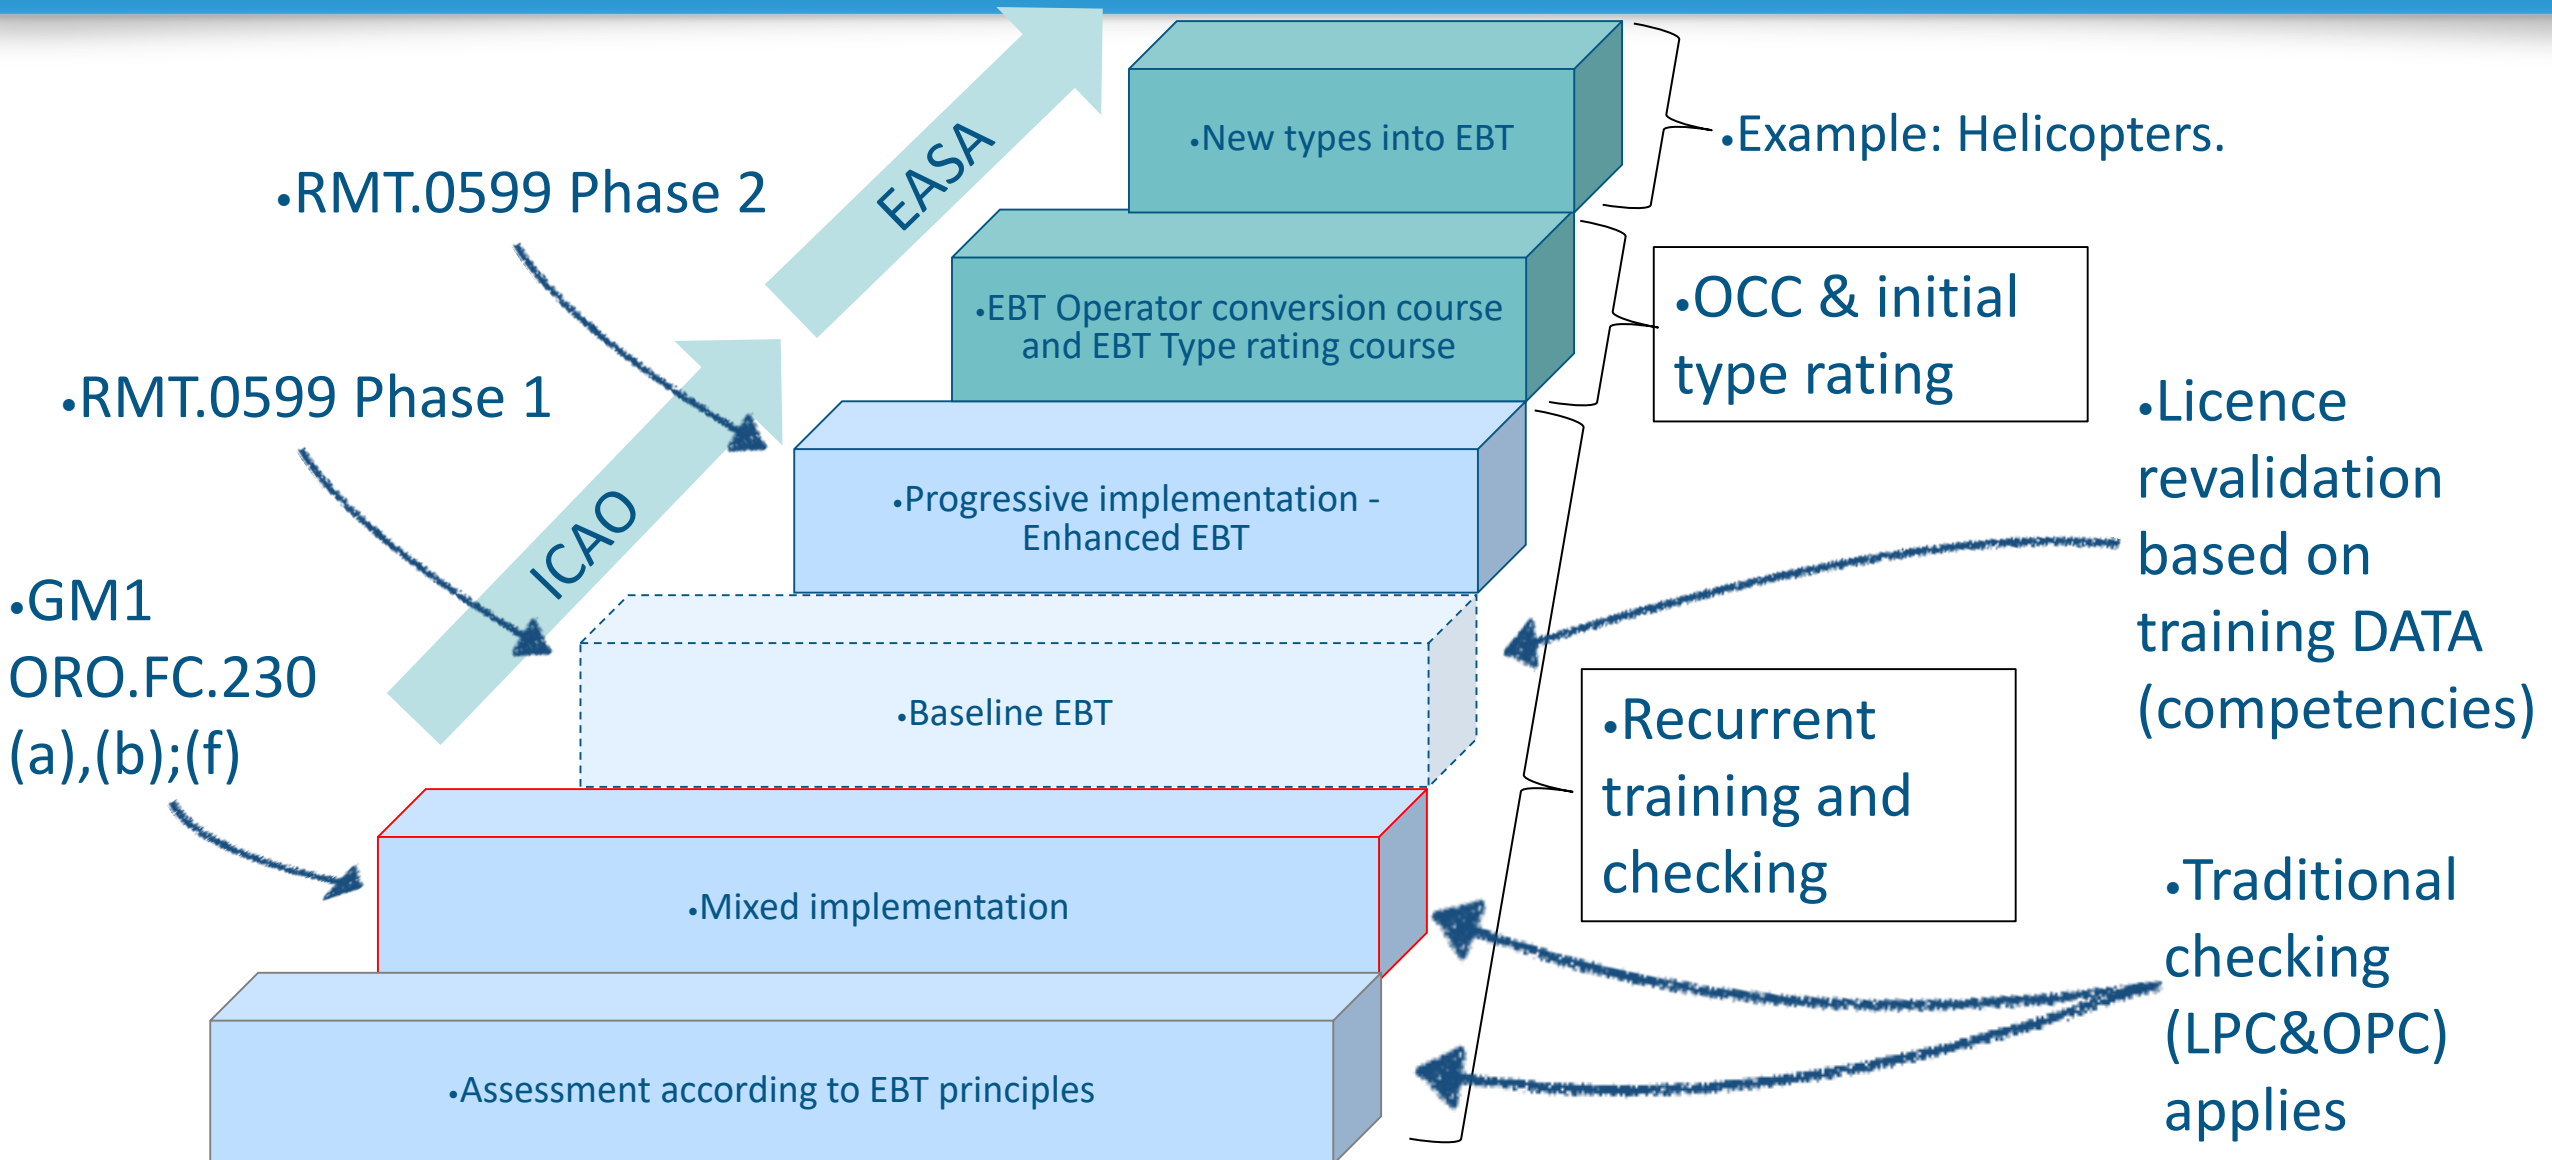 •New types into EBT
•Example: Helicopters.
EASA
•RMT.0599 Phase 2
•EBT Operator conversion course
and EBT Type rating course
•OCC & initial
type rating
•RMT.0599 Phase 1
•Licence
revalidation
based on
training DATA
(competencies)
•Progressive implementation -
Enhanced EBT
ICAO
•GM1
ORO.FC.230
(a),(b);(f)
•Baseline EBT
•Recurrent
training and
checking
•Mixed implementation
•Traditional
checking
(LPC&OPC)
applies
•Assessment according to EBT principles